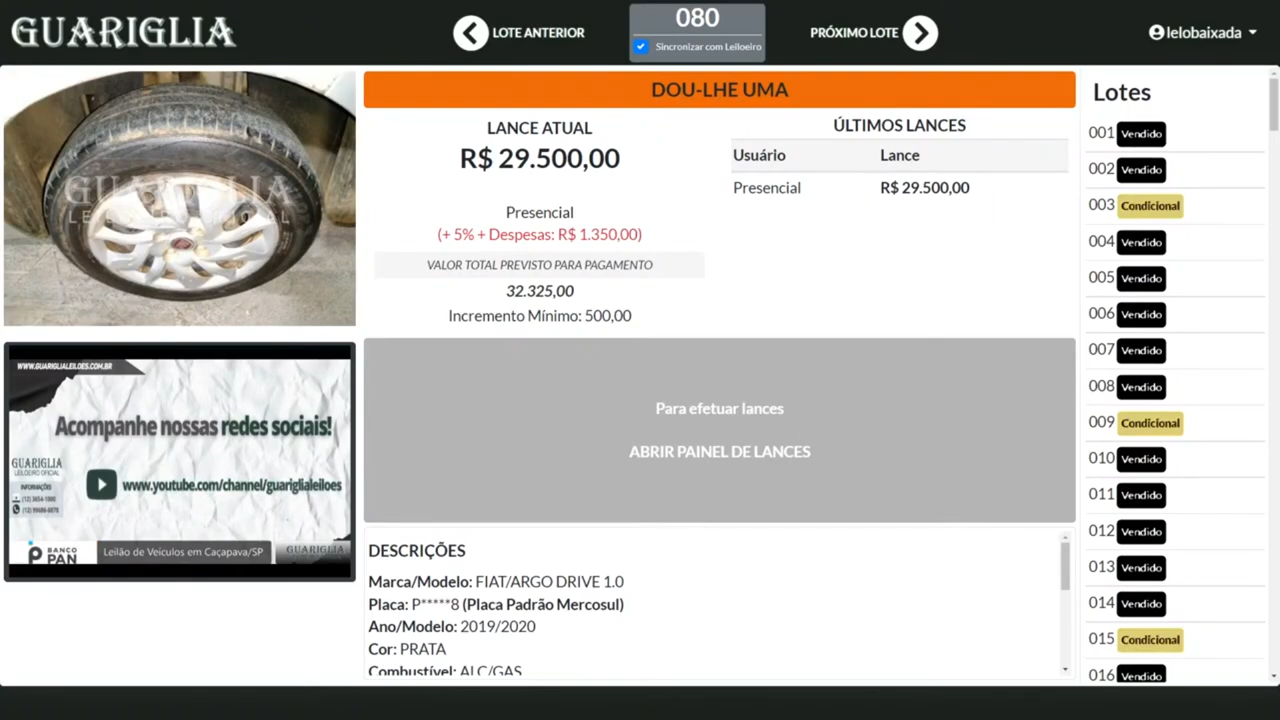 GUARIGLIA
LOTE ANTERIOR
080
Sincronizar com Leiloeiro
PRÓXIMO LOTE
lelobaixada
GUARIGLIA
DOU-LHE UMA
LANCE ATUAL
R$ 29.500,00
Presencial
(+ 5% + Despesas: R$ 1.350,00)
VALOR TOTAL PREVISTO PARA PAGAMENTO
32.325,00
Incremento Mínimo: 500,00
ÚLTIMOS LANCES
Usuário Lance
Presencial R$ 29.500,00
Para efetuar lances
ABRIR PAINEL DE LANCES
WWW.GUARIGLIALEILOES.COM.BR
Acompanhe nossas redes sociais!
GUARIGLIA
LEILOEIRO OFICIAL
INFORMAÇÕES
www.youtube.com/channel/guariglialeiloes
BANCO
PAN
Leilão de Veículos em Caçapava/SP
GUARIGLIA
DESCRIÇÕES
Marca/Modelo: FIAT/ARGO DRIVE 1.0
Placa: P*****8 (Placa Padrão Mercosul)
Ano/Modelo: 2019/2020
Cor: PRATA
Combustível: ALC/GAS
Lotes
001 Vendido
002 Vendido
003 Condicional
004 Vendido
005 Vendido
006 Vendido
007 Vendido
008 Vendido
009 Condicional
010 Vendido
011 Vendido
012 Vendido
013 Vendido
014 Vendido
015 Condicional
016 Vendido